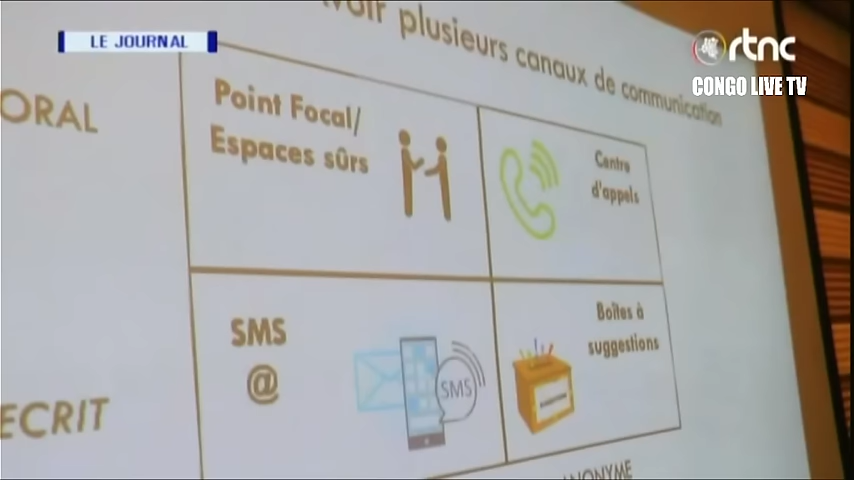 LE JOURNAL
rtnc
CONGO LIVE TV
plusieurs canaux de communication
ORAL
Point Focal/
Espaces sûrs
Centre
d'appels
SMS
@
SMS
Boîtes à
suggestions
ECRIT